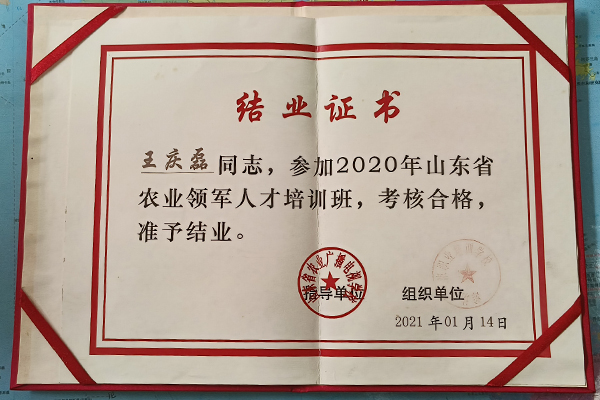 结业证书
王庆磊同志，参加2020年山东省
农业领军人才培训班，考核合格，
准予结业。
指导单位 组织单位
2021年01月14日